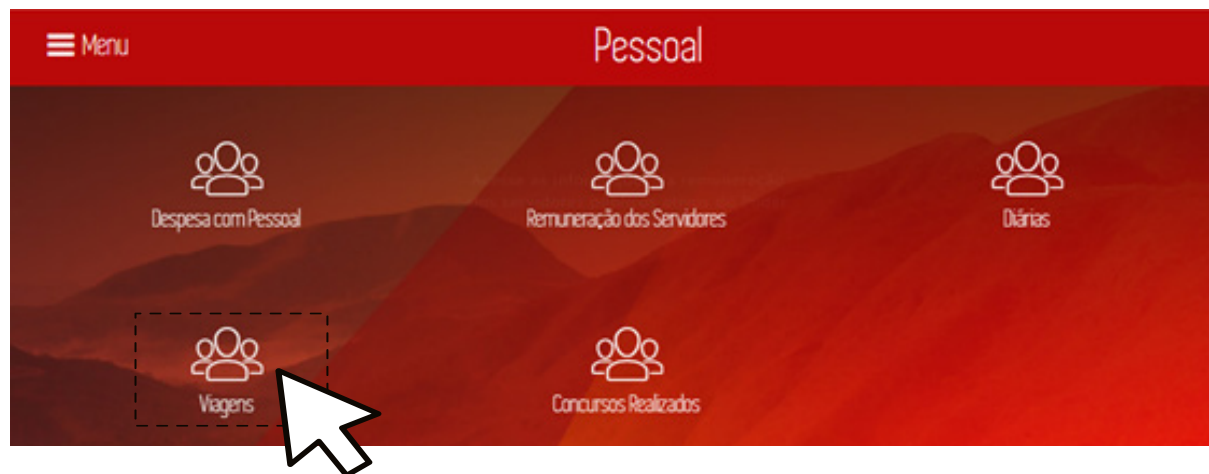 Menu
Pessoal
Despesa com Pessoal
Remuneração dos Servidores
Diárias
Viagens
Concursos Realizados